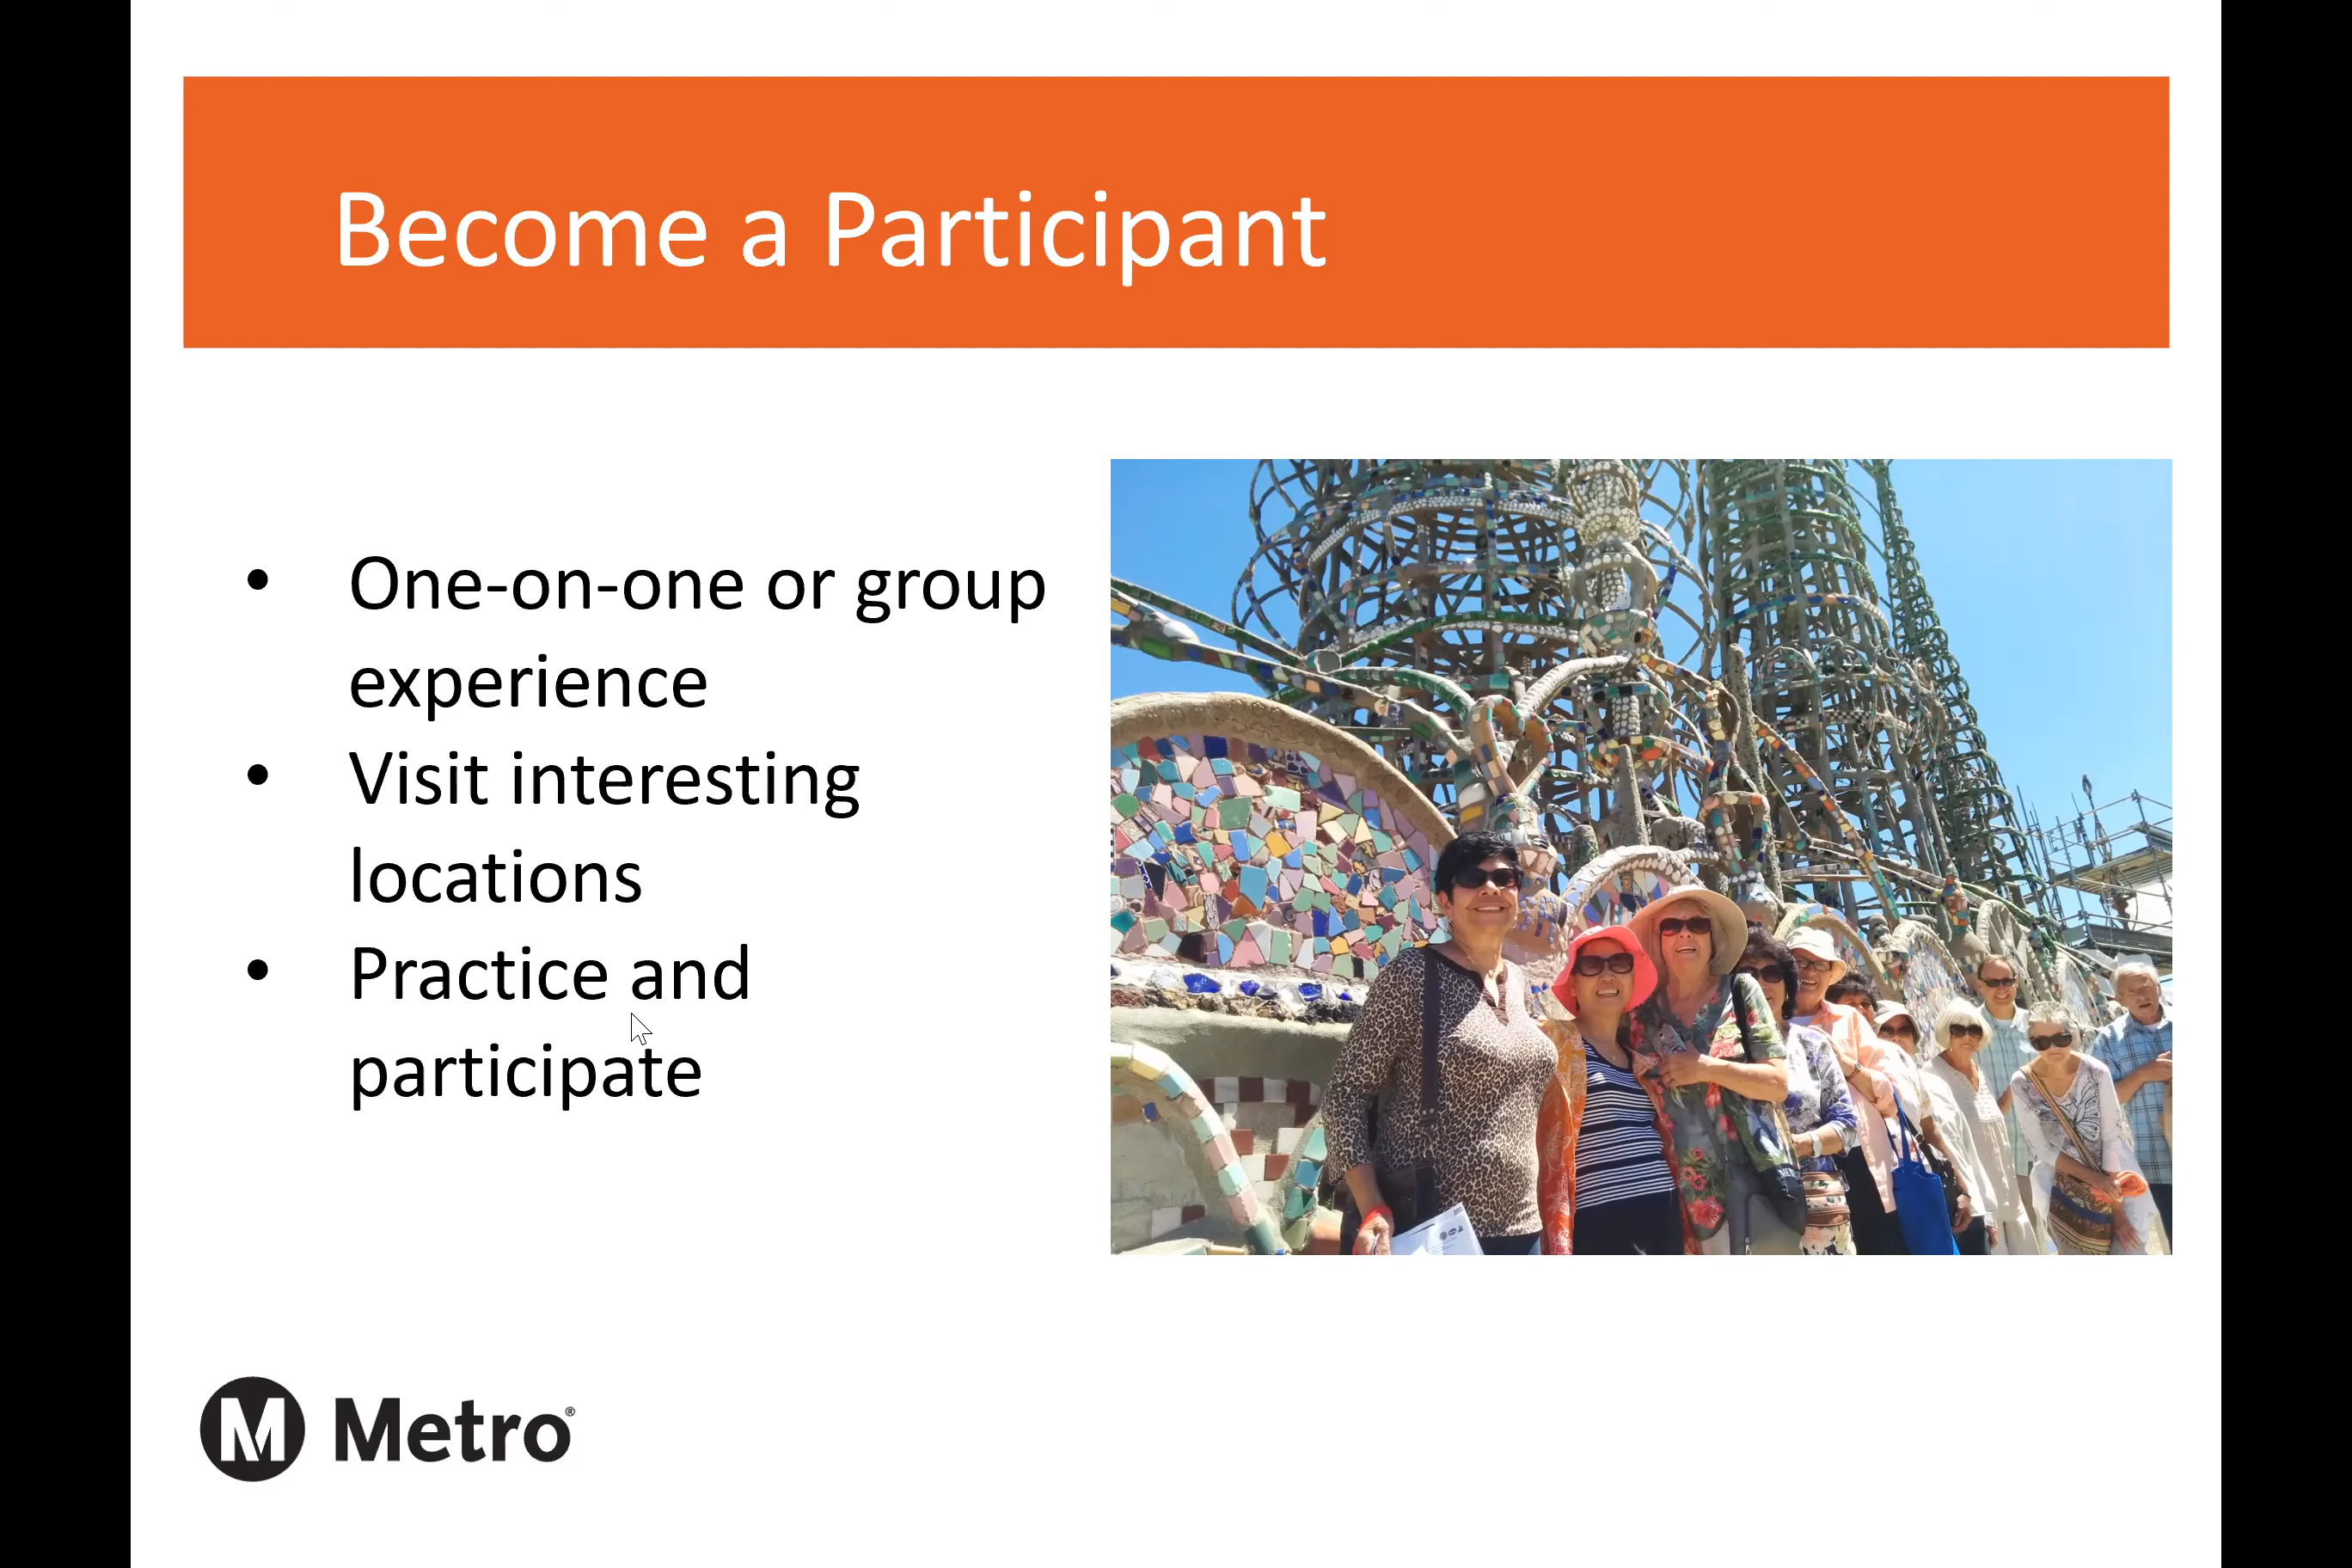 Become a Participant
• One-on-one or group
experience
• Visit interesting
locations
• Practice and
participate
M Metro®